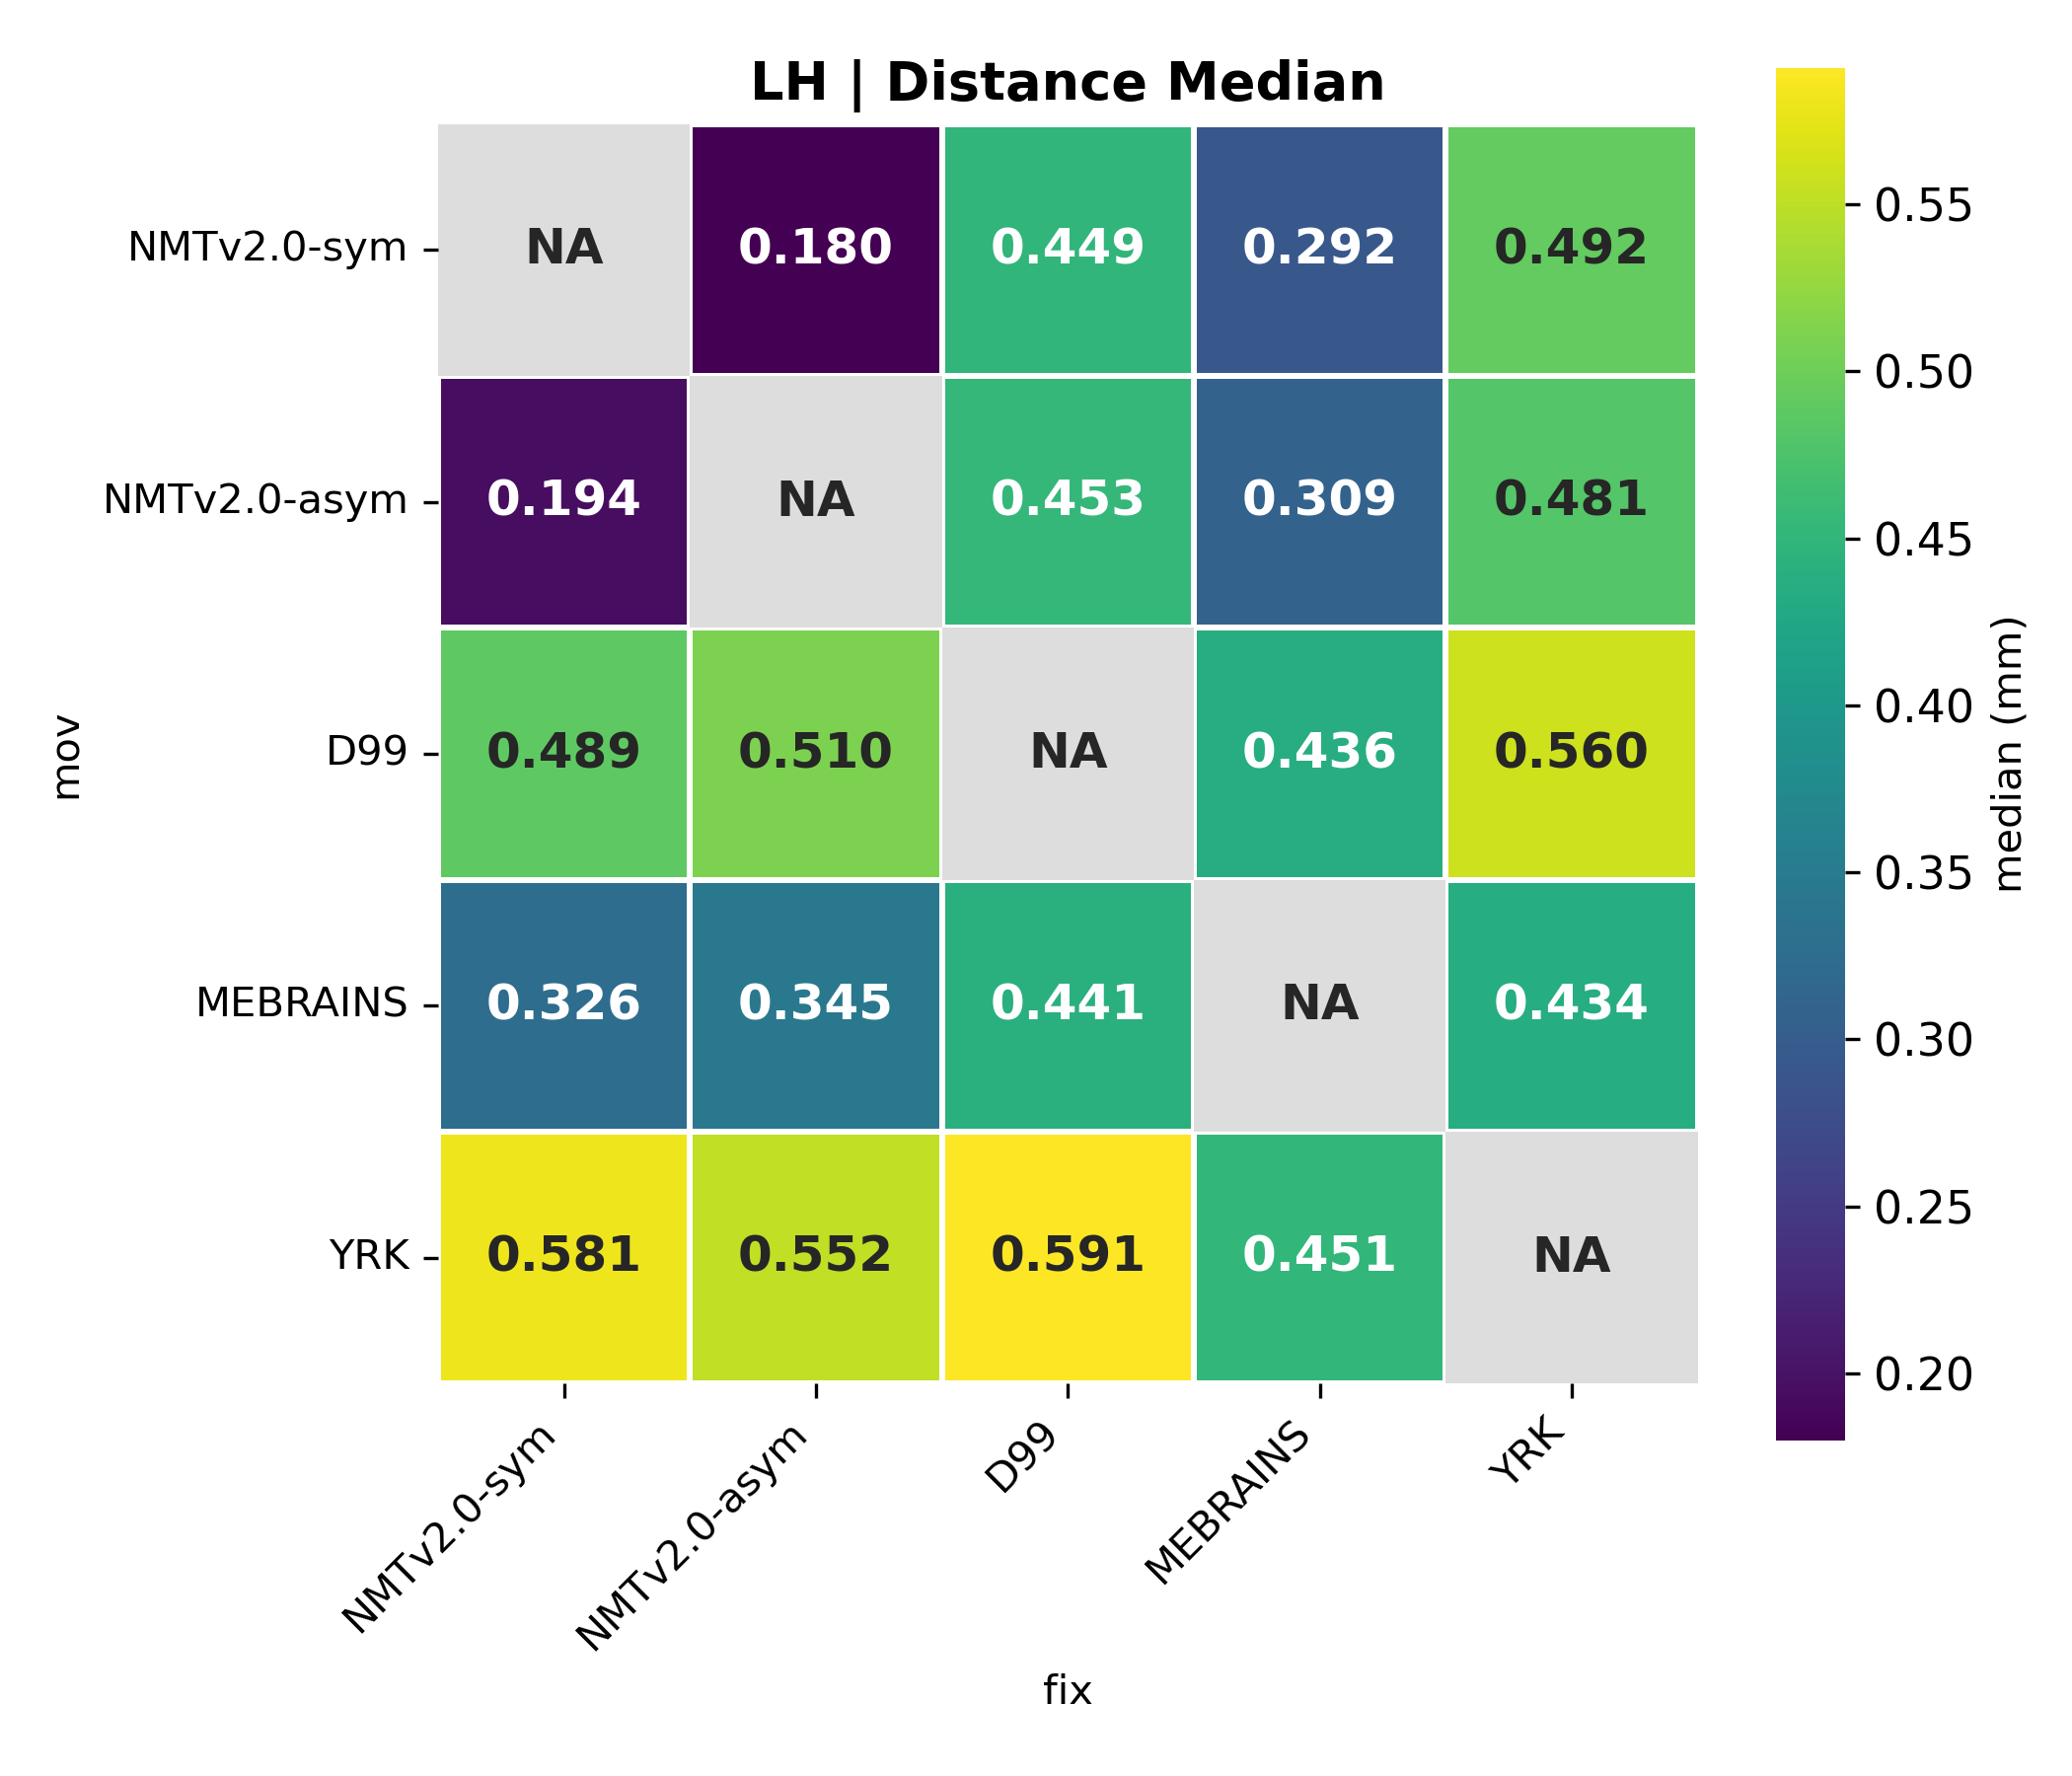 LH | Distance Median
NMTv2.0-sym NA 0.180 0.449 0.292 0.492
NMTv2.0-asym 0.194 NA 0.453 0.309 0.481
D99 0.489 0.510 NA 0.436 0.560
MEBRAINS 0.326 0.345 0.441 NA 0.434
YRK 0.581 0.552 0.591 0.451 NA
mov
NMTv2.0-sym NMTv2.0-asym D99 MEBRAINS YRK
fix
0.55
0.50
0.45
0.40
0.35
0.30
0.25
0.20
median (mm)